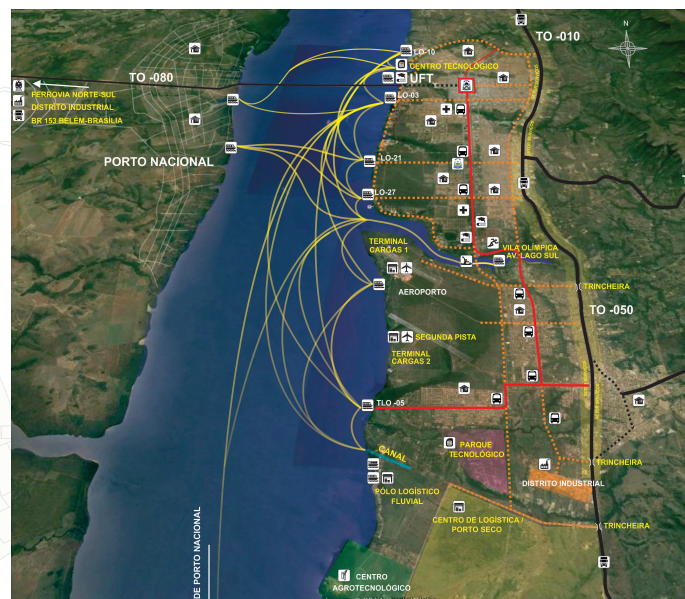 TO -010
LO-10
CENTRO TECNOLÓGICO
UFT
TO -080
FERROVIA NORTE-SUL
DISTRITO INDUSTRIAL
BR 153 BELÉM-BRASILIA
LO-03
PORTO NACIONAL
LO-21
LO-27
TERMINAL
CARGAS 1
VILA OLÍMPICA
AV. LAGO SUL
AEROPORTO
TRINCHEIRA
TO -050
SEGUNDA PISTA
TERMINAL
CARGAS 2
TLO -05
CANAL
PARQUE
TECNOLÓGICO
TRINCHEIRA
DISTRITO INDUSTRIAL
PÓLO LOGÍSTICO
FLUVIAL
CENTRO DE LOGÍSTICA /
PORTO SECO
TRINCHEIRA
DE PORTO NACIONAL
CENTRO
AGROTECNOLÓGICO
N